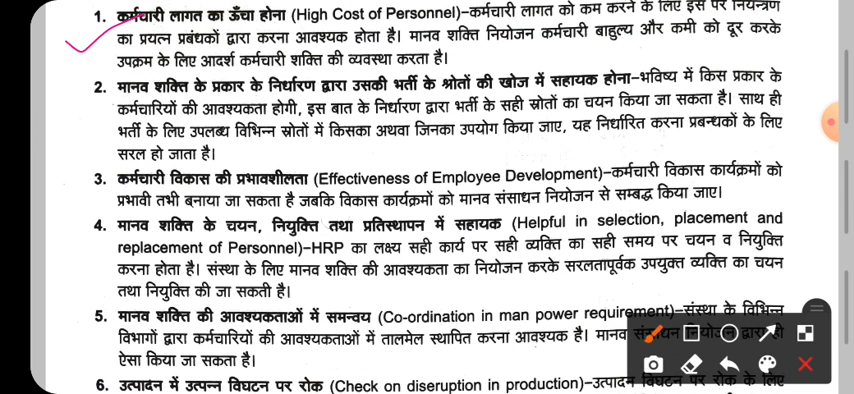 1. कर्मचारी लागत का ऊँचा होना (High Cost of Personnel)–कर्मचारी लागत को कम करने के लिए इस पर नियन्त्रण
का प्रयत्न प्रबंधकों द्वारा करना आवश्यक होता है। मानव शक्ति नियोजन कर्मचारी बाहुल्य और कमी को दूर करके
उपक्रम के लिए आदर्श कर्मचारी शक्ति की व्यवस्था करता है।
2. मानव शक्ति के प्रकार के निर्धारण द्वारा उसकी भर्ती के श्रोतों की खोज में सहायक होना–भविष्य में किस प्रकार के
कर्मचारियों की आवश्यकता होगी, इस बात के निर्धारण द्वारा भर्ती के सही स्रोतों का चयन किया जा सकता है। साथ ही
भर्ती के लिए उपलब्ध विभिन्न स्रोतों में किसका अथवा जिनका उपयोग किया जाए, यह निर्धारित करना प्रबन्धकों के लिए
सरल हो जाता है।
3. कर्मचारी विकास की प्रभावशीलता (Effectiveness of Employee Development)–कर्मचारी विकास कार्यक्रमों को
प्रभावी तभी बनाया जा सकता है जबकि विकास कार्यक्रमों को मानव संसाधन नियोजन से सम्बद्ध किया जाए।
4. मानव शक्ति के चयन, नियुक्ति तथा प्रतिस्थापन में सहायक (Helpful in selection, placement and
replacement of Personnel)–HRP का लक्ष्य सही कार्य पर सही व्यक्ति का सही समय पर चयन व नियुक्ति
करना होता है। संस्था के लिए मानव शक्ति की आवश्यकता का नियोजन करके सरलतापूर्वक उपयुक्त व्यक्ति का चयन
तथा नियुक्ति की जा सकती है।
5. मानव शक्ति की आवश्यकताओं में समन्वय (Co-ordination in man power requirement)–संस्था के विभिन्न
विभागों द्वारा कर्मचारियों की आवश्यकताओं में तालमेल स्थापित करना आवश्यक है। मानव संसाधन नियोजन द्वारा ही
ऐसा किया जा सकता है।
6. उत्पादन में उत्पन्न विघटन पर रोक (Check on diseruption in production)–उत्पादन विघटन पर रोक के लिए